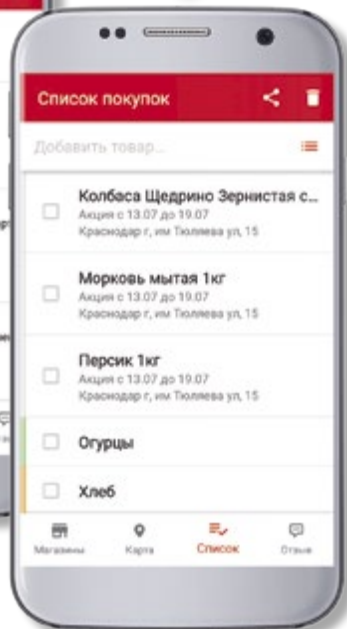 Список покупок
Добавить товар...
Колбаса Щедрино Зернистая с...
Акция с 13.07 до 19.07
Краснодар г, им Тюляева ул, 15
Морковь мытая 1кг
Акция с 13.07 до 19.07
Краснодар г, им Тюляева ул, 15
Персик 1кг
Акция с 13.07 до 19.07
Краснодар г, им Тюляева ул, 15
Огурцы
Хлеб
Магазины Карта Список Отзыв